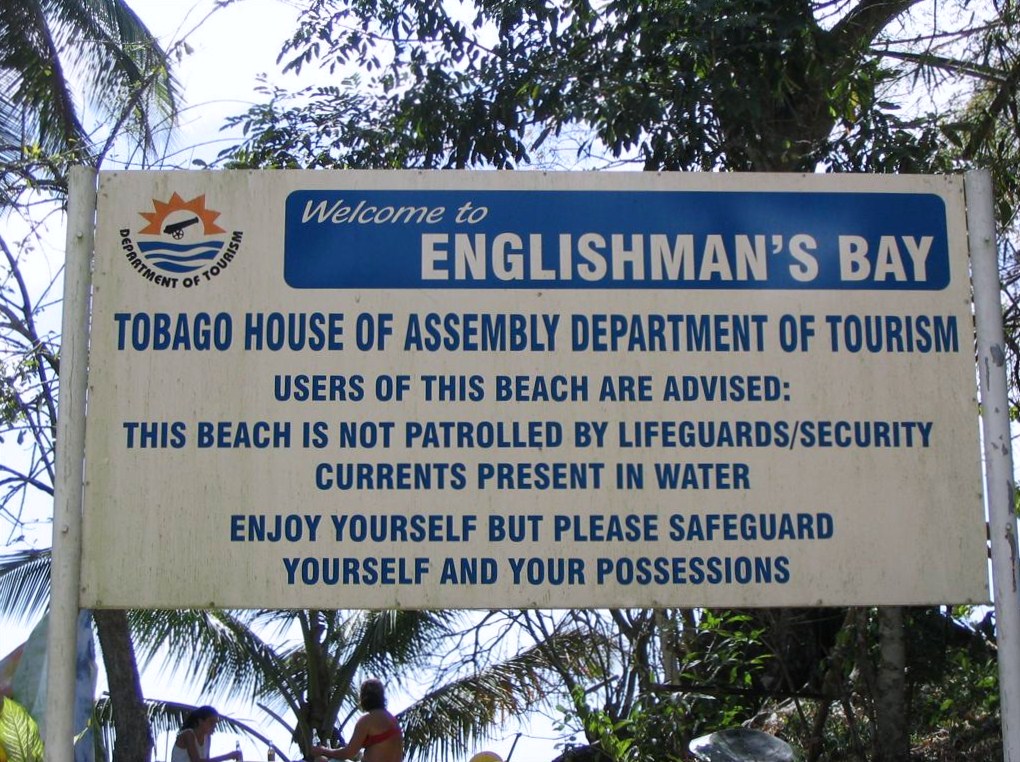 DEPARTMENT OF TOURISM
Welcome to
ENGLISHMAN'S BAY
TOBAGO HOUSE OF ASSEMBLY DEPARTMENT OF TOURISM
USERS OF THIS BEACH ARE ADVISED:
THIS BEACH IS NOT PATROLLED BY LIFEGUARDS/SECURITY
CURRENTS PRESENT IN WATER
ENJOY YOURSELF BUT PLEASE SAFEGUARD
YOURSELF AND YOUR POSSESSIONS